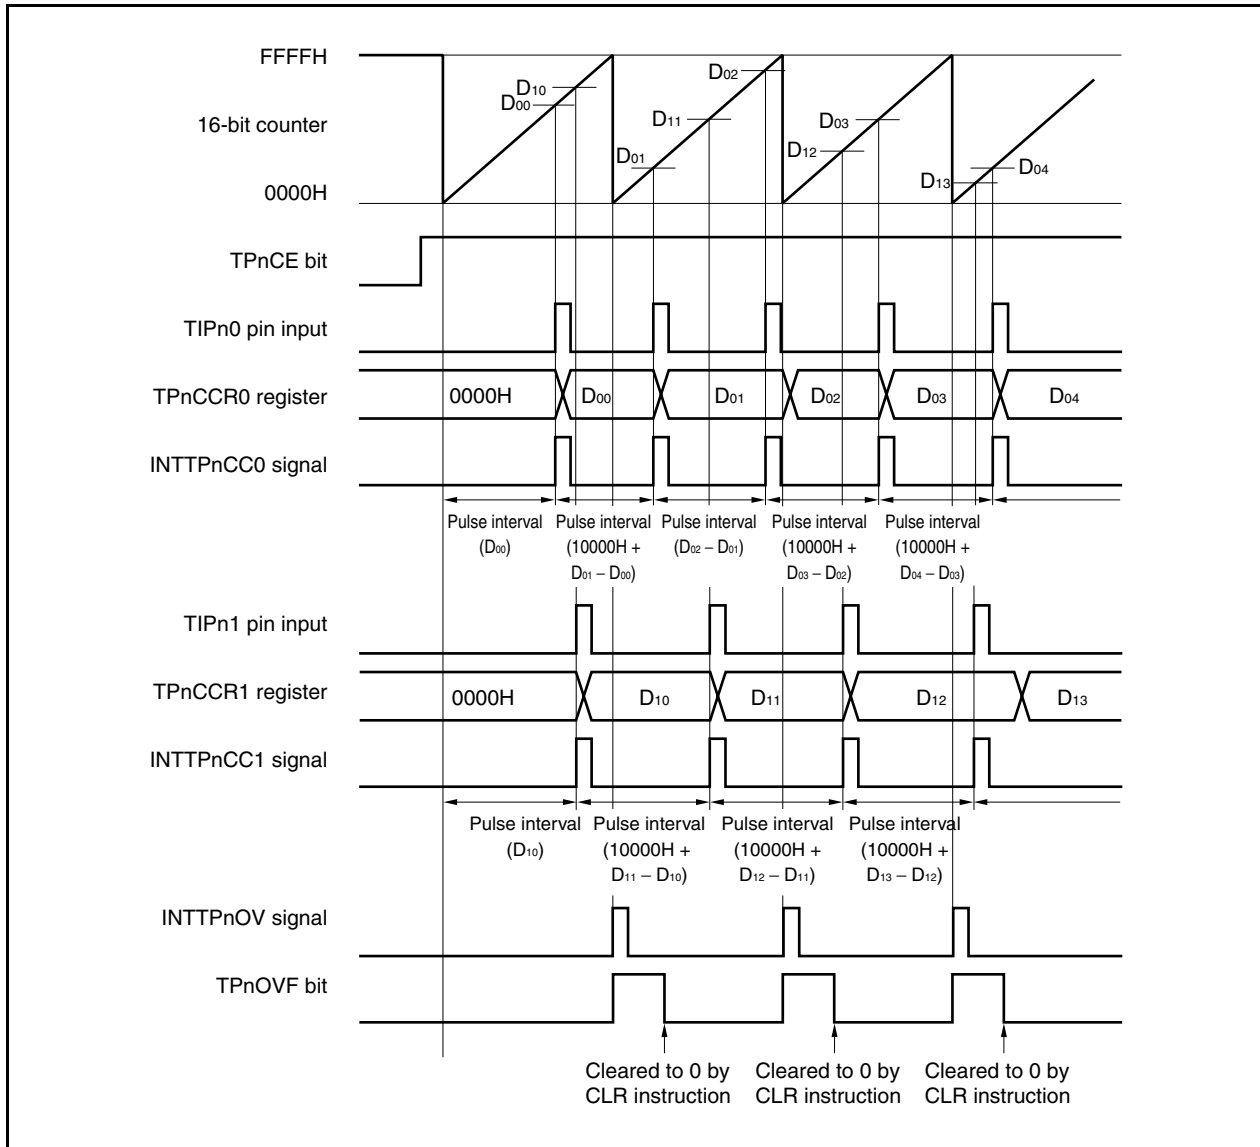 FFFFH
D10
D00
D02
16-bit counter
D11
D03
D01
D12
0000H
D13
D04
TPnCE bit
TIPn0 pin input
TPnCCR0 register
0000H
D00
D01
D02
D03
D04
INTTPnCC0 signal
Pulse interval
(D00)
Pulse interval
(10000H +
D01 – D00)
Pulse interval
(D02 – D01)
Pulse interval
(10000H +
D03 – D02)
Pulse interval
(10000H +
D04 – D03)
TIPn1 pin input
TPnCCR1 register
0000H
D10
D11
D12
D13
INTTPnCC1 signal
Pulse interval
(D10)
Pulse interval
(10000H +
D11 – D10)
Pulse interval
(10000H +
D12 – D11)
Pulse interval
(10000H +
D13 – D12)
INTTPnOV signal
TPnOVF bit
Cleared to 0 by
CLR instruction
Cleared to 0 by
CLR instruction
Cleared to 0 by
CLR instruction